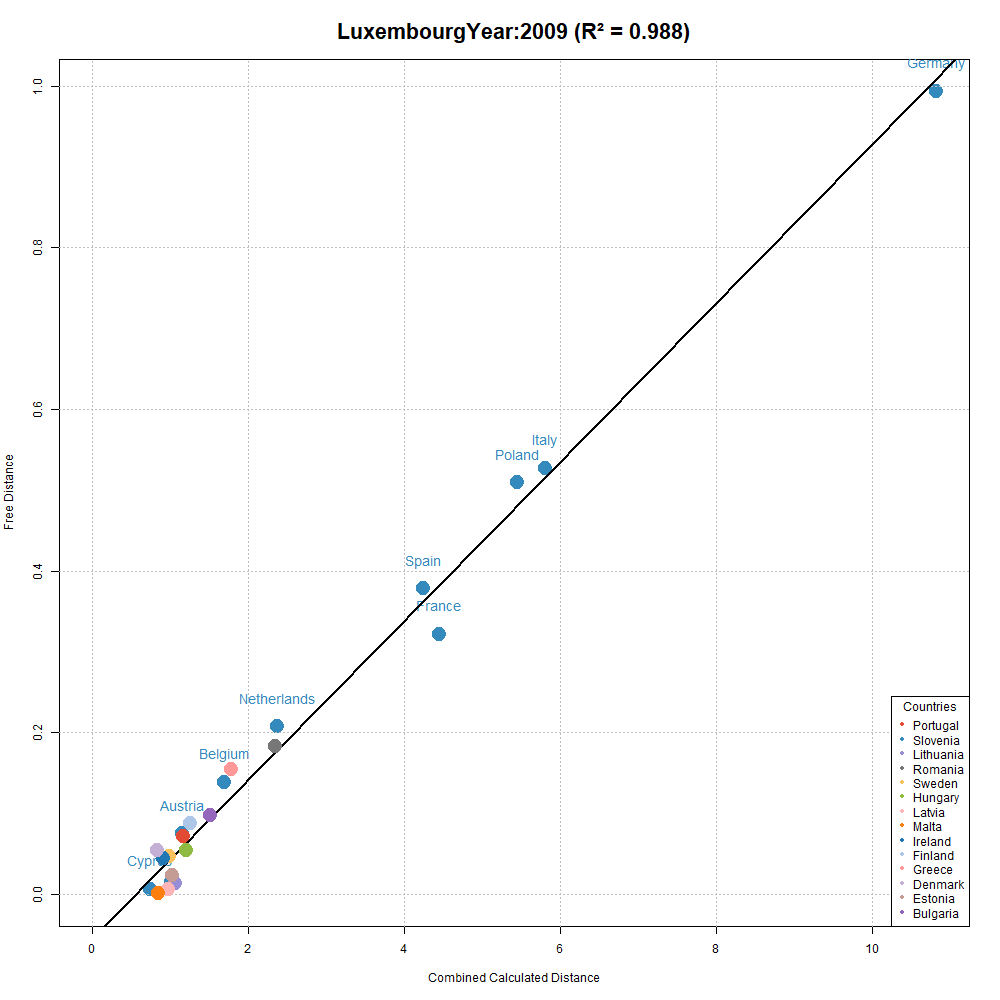 LuxembourgYear:2009 (R² = 0.988)
Germany
1.0
0.8
0.6
Italy
Poland
Free Distance
Spain
0.4
France
Netherlands
Countries
Portugal
0.2
Slovenia
Belgium
Lithuania
Romania
Sweden
Austria
Hungary
Latvia
Malta
Ireland
Cyprus
Finland
Greece
Denmark
0.0
Estonia
Bulgaria
0 2 4 6 8 10
Combined Calculated Distance